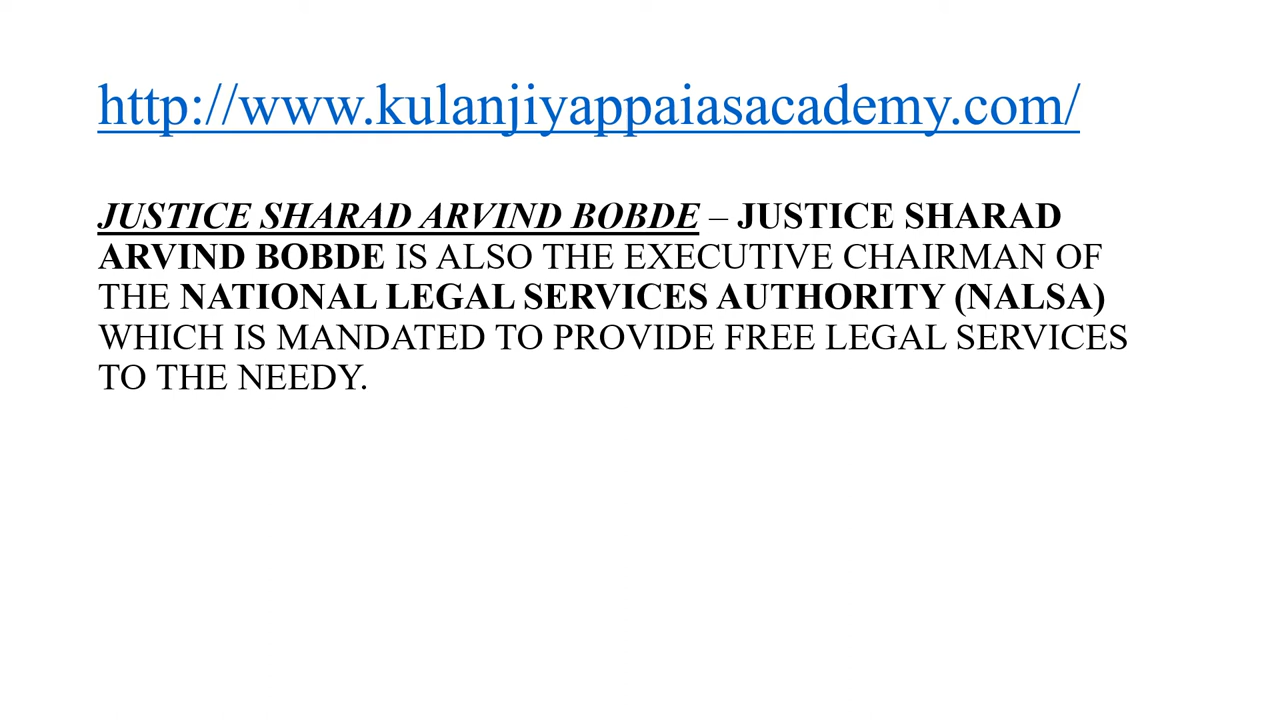 http://www.kulanjiyappaiasacademy.com/
JUSTICE SHARAD ARVIND BOBDE – JUSTICE SHARAD
ARVIND BOBDE IS ALSO THE EXECUTIVE CHAIRMAN OF
THE NATIONAL LEGAL SERVICES AUTHORITY (NALSA)
WHICH IS MANDATED TO PROVIDE FREE LEGAL SERVICES
TO THE NEEDY.